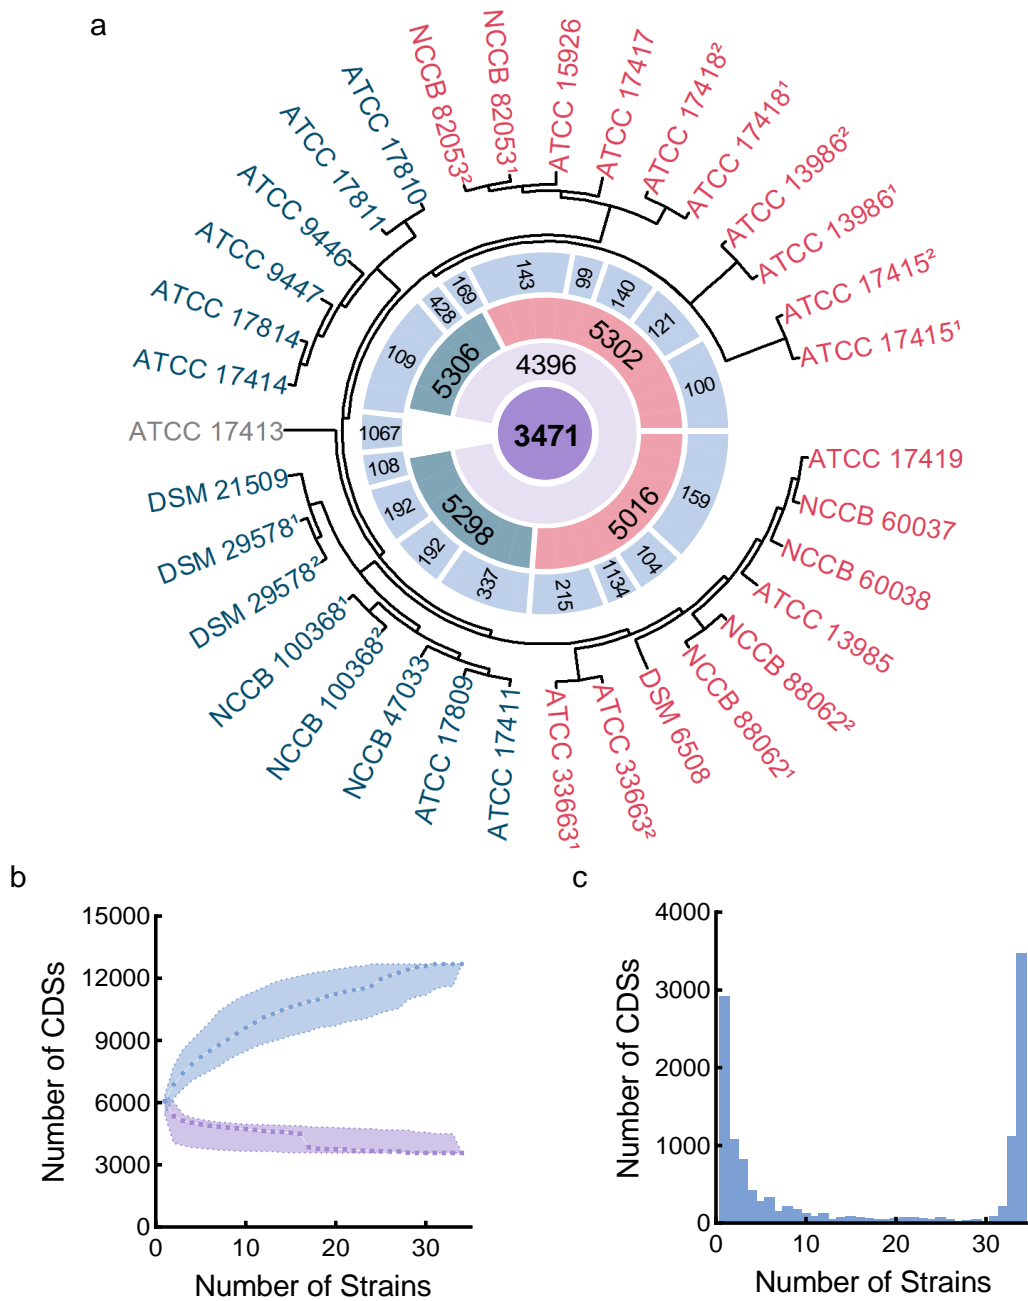 a
NCCB 82053²
NCCB 82053¹
ATCC 15926
ATCC 17417
ATCC 17418²
ATCC 17418¹
ATCC 13986²
ATCC 13986¹
ATCC 17415²
ATCC 17415¹
ATCC 17810
ATCC 17811
ATCC 9446
ATCC 9447
ATCC 17814
ATCC 17414
ATCC 17413
DSM 21509
DSM 29578¹
DSM 29578²
NCCB 100368¹
NCCB 100368²
NCCB 47033
ATCC 17809
ATCC 17411
ATCC 33663¹
ATCC 33663²
DSM 6508
NCCB 88062¹
NCCB 88062²
ATCC 13985
NCCB 60038
NCCB 60037
ATCC 17419
143
99
140
121
100
159
104
1134
215
337
192
192
108
1067
109
428
169
5306
5302
5016
5298
4396
3471
b
15000
12000
9000
6000
3000
0
0 10 20 30
Number of CDSs
Number of Strains
c
4000
3000
2000
1000
0
0 10 20 30
Number of CDSs
Number of Strains